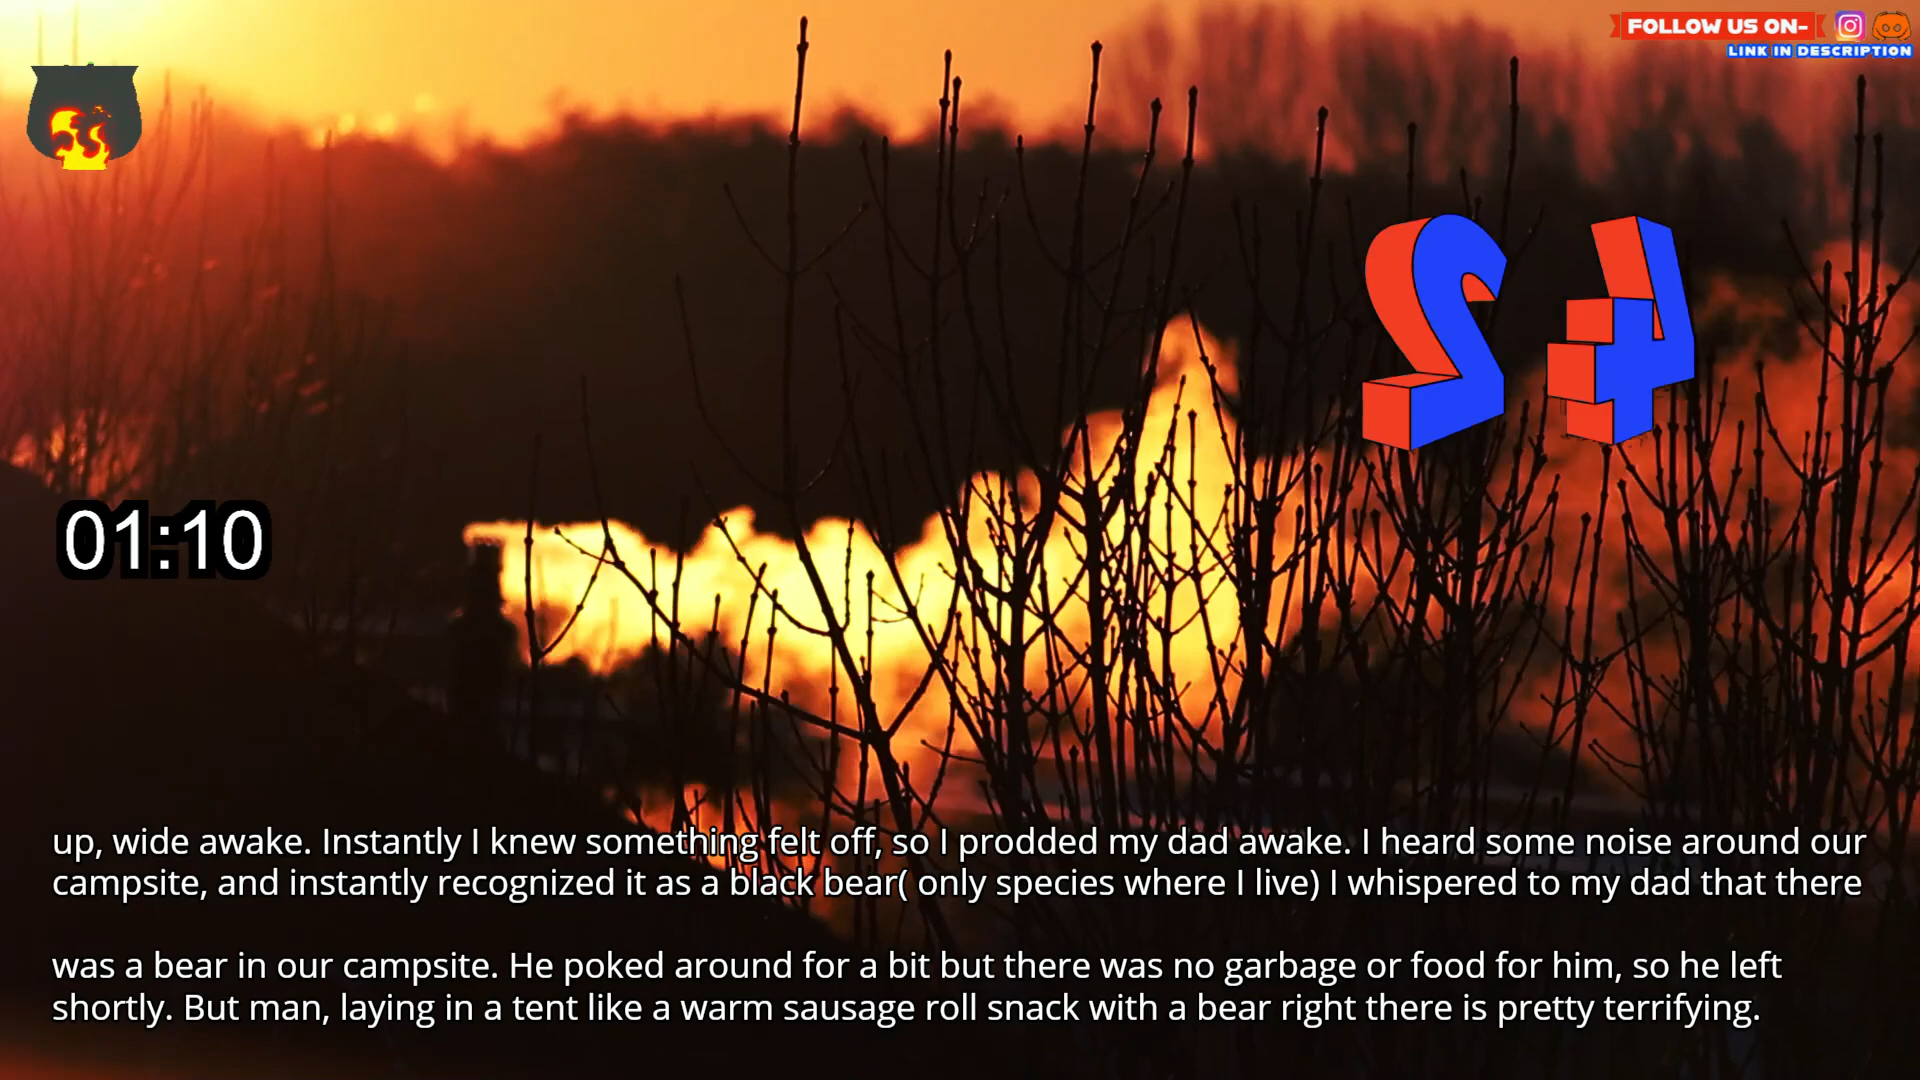 FOLLOW US ON-
LINK IN DESCRIPTION
24
01:10
up, wide awake. Instantly I knew something felt off, so I prodded my dad awake. I heard some noise around our
campsite, and instantly recognized it as a black bear( only species where I live) I whispered to my dad that there
was a bear in our campsite. He poked around for a bit but there was no garbage or food for him, so he left
shortly. But man, laying in a tent like a warm sausage roll snack with a bear right there is pretty terrifying.